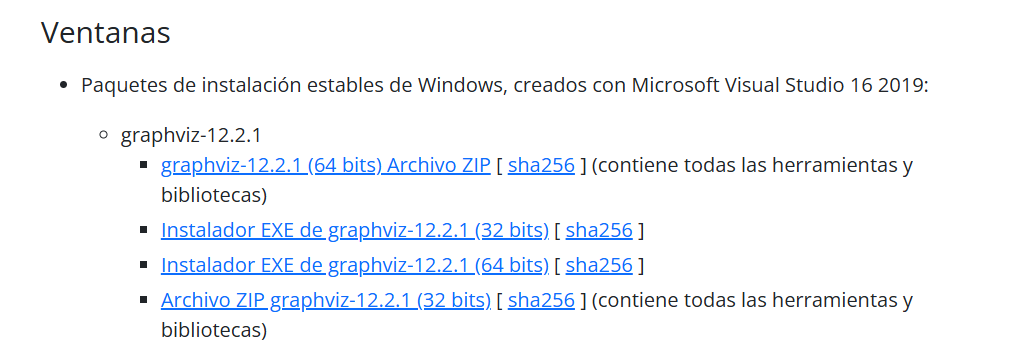 Ventanas
Paquetes de instalación estables de Windows, creados con Microsoft Visual Studio 16 2019:
graphviz-12.2.1
graphviz-12.2.1 (64 bits) Archivo ZIP [ sha256 ] (contiene todas las herramientas y
bibliotecas)
Instalador EXE de graphviz-12.2.1 (32 bits) [ sha256 ]
Instalador EXE de graphviz-12.2.1 (64 bits) [ sha256 ]
Archivo ZIP graphviz-12.2.1 (32 bits) [ sha256 ] (contiene todas las herramientas y
bibliotecas)